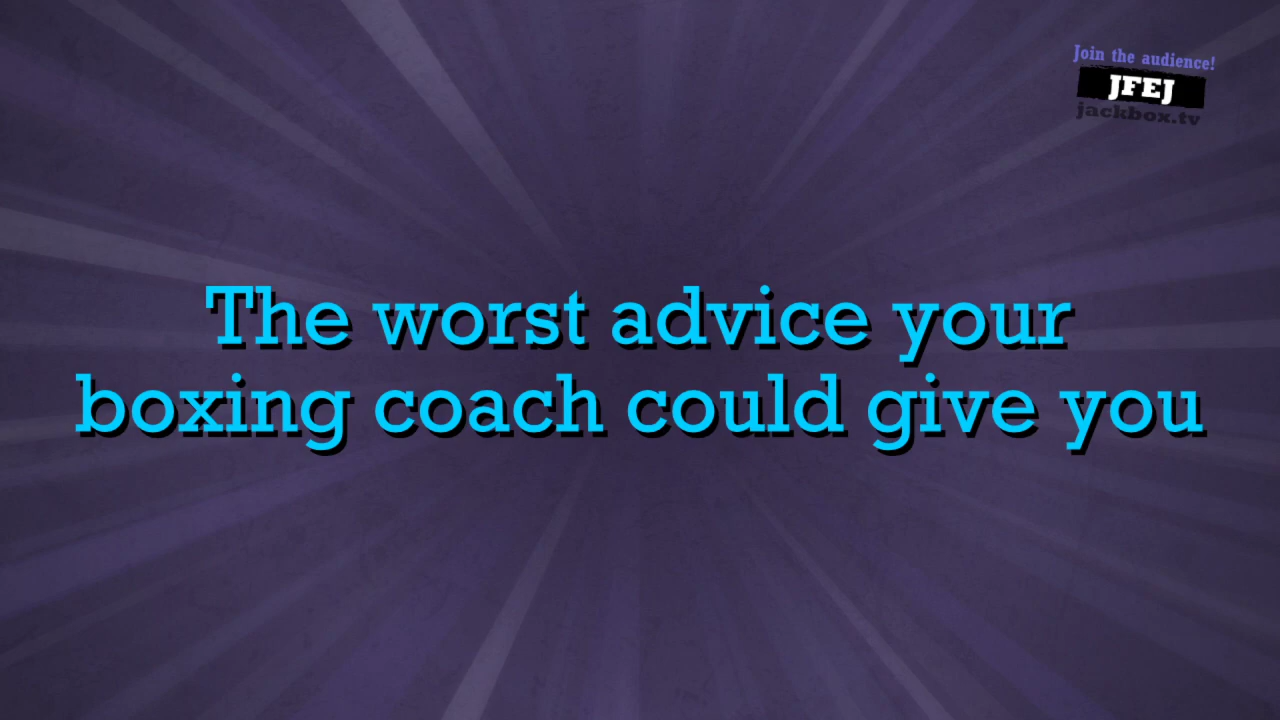 Join the audience!
JFEJ
jackbox.tv
The worst advice your
boxing coach could give you